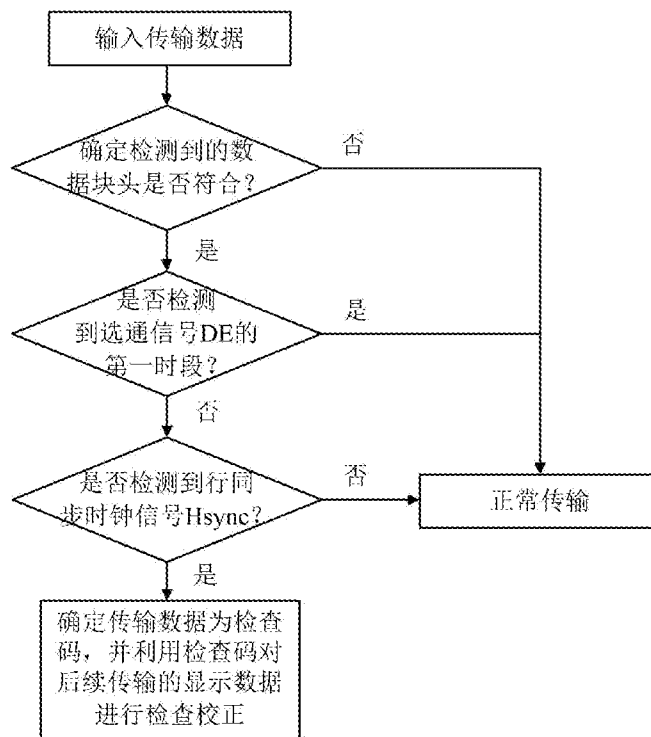 输入传输数据
确定检测到的数
据块头是否符合？
否
是
是否检测
到选通信号DE的
第一时段？
是
否
是否检测到行同
步时钟信号Hsync？
否
正常传输
是
确定传输数据为检查
码，并利用检查码对
后续传输的显示数据
进行检查校正